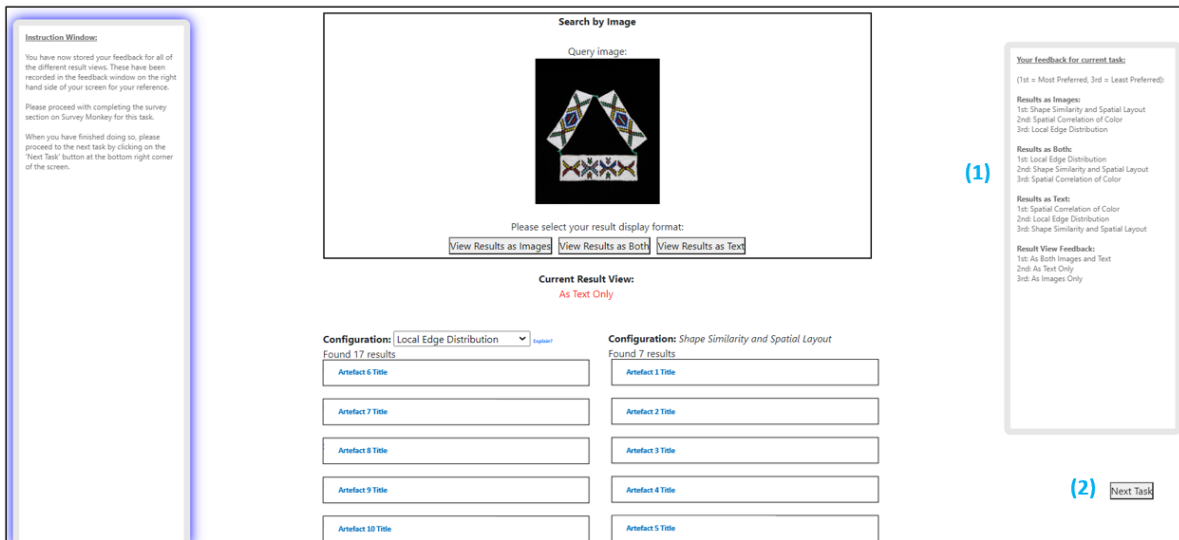 Instruction Window:
You have now stored your feedback for all of
the different result views. These have been
recorded in the feedback window on the right
hand side of your screen for your reference.
Please proceed with completing the survey
section on Survey Monkey for this task.
When you have finished doing so, please
proceed to the next task by clicking on the
'Next Task' button at the bottom right corner
of the screen.
Search by Image
Query image:
Please select your result display format:
View Results as Images View Results as Both View Results as Text
Current Result View:
As Text Only
Configuration: Local Edge Distribution Explain?
Found 17 results
Artefact 6 Title
Artefact 7 Title
Artefact 8 Title
Artefact 9 Title
Artefact 10 Title
Configuration: Shape Similarity and Spatial Layout
Found 7 results
Artefact 1 Title
Artefact 2 Title
Artefact 3 Title
Artefact 4 Title
Artefact 5 Title
(1)
Your feedback for current task:
(1st = Most Preferred, 3rd = Least Preferred):
Results as Images:
1st: Shape Similarity and Spatial Layout
2nd: Spatial Correlation of Color
3rd: Local Edge Distribution
Results as Both:
1st: Local Edge Distribution
2nd: Shape Similarity and Spatial Layout
3rd: Spatial Correlation of Color
Results as Text:
1st: Spatial Correlation of Color
2nd: Local Edge Distribution
3rd: Shape Similarity and Spatial Layout
Result View Feedback:
1st: As Both Images and Text
2nd: As Text Only
3rd: As Images Only
(2) Next Task